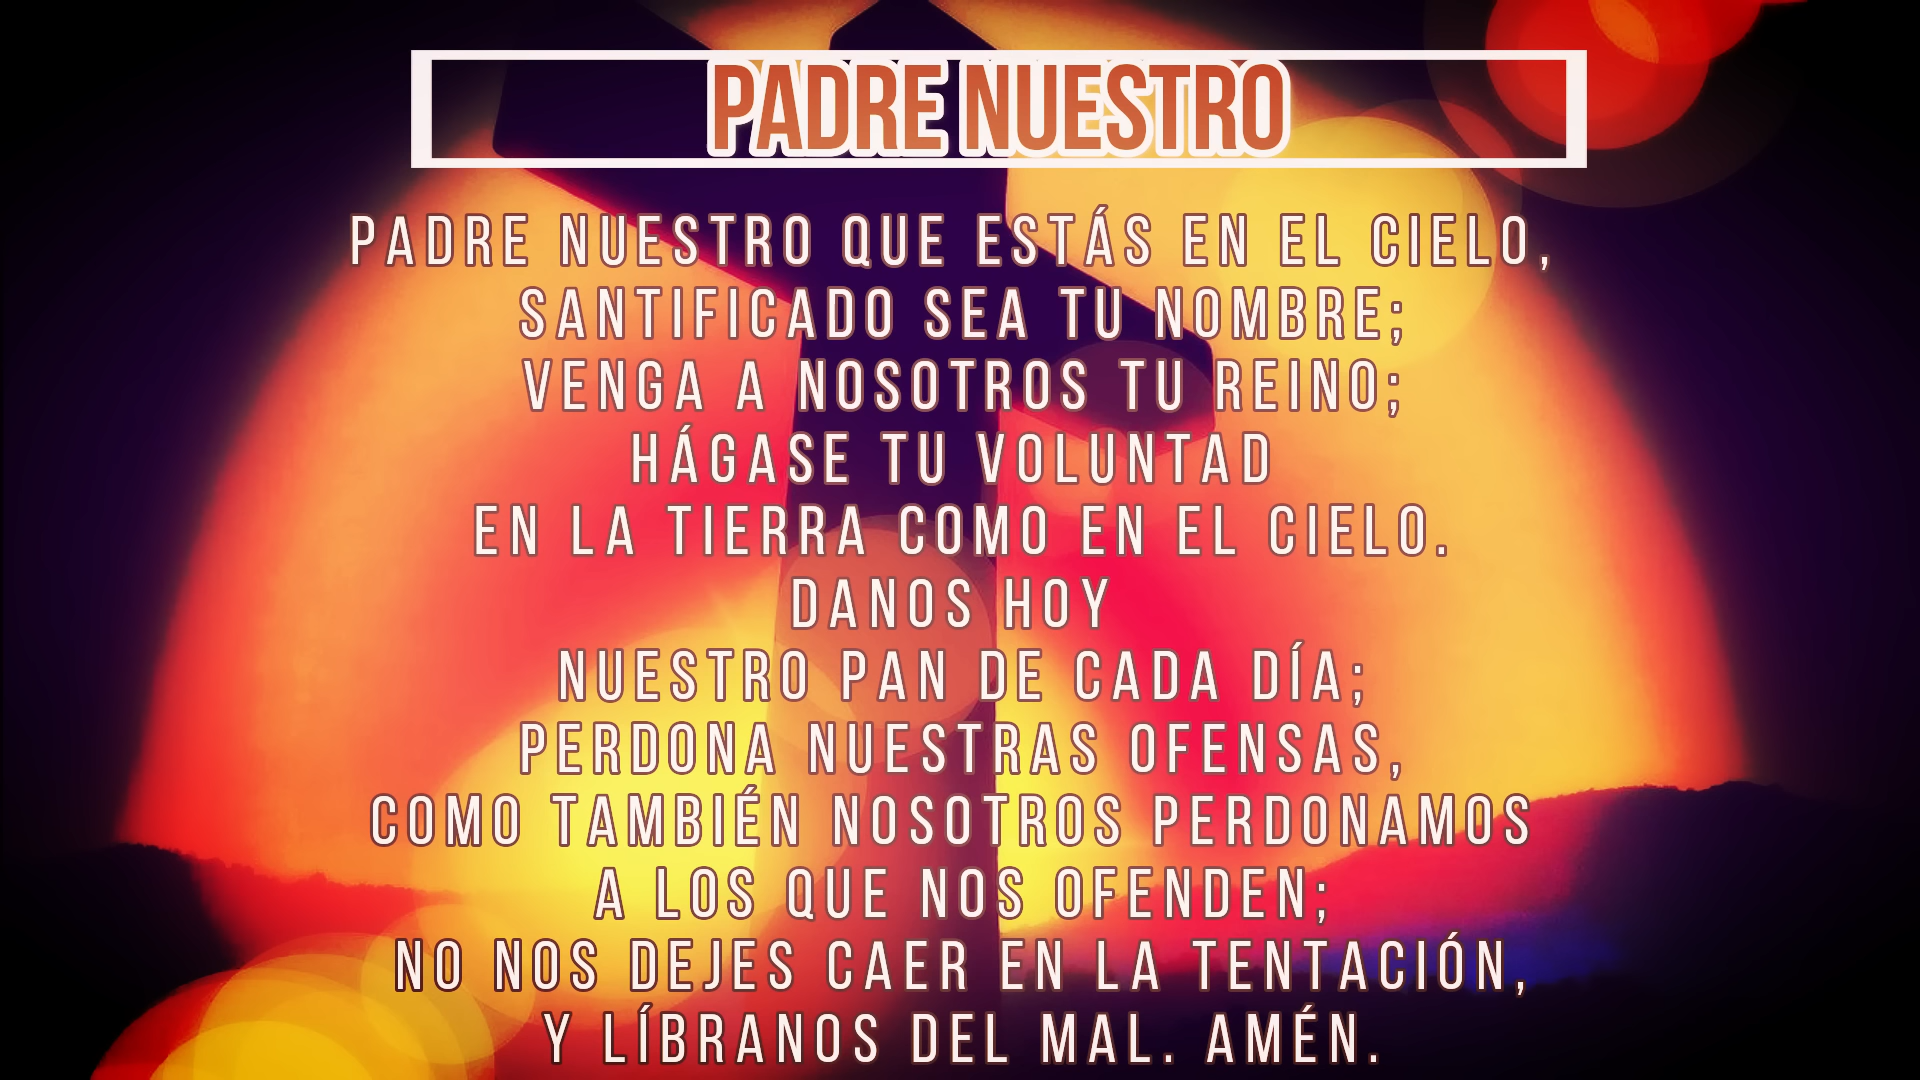 PADRE NUESTRO
PADRE NUESTRO QUE ESTÁS EN EL CIELO,
SANTIFICADO SEA TU NOMBRE;
VENGA A NOSOTROS TU REINO;
HÁGASE TU VOLUNTAD
EN LA TIERRA COMO EN EL CIELO.
DANOS HOY
NUESTRO PAN DE CADA DÍA;
PERDONA NUESTRAS OFENSAS,
COMO TAMBIÉN NOSOTROS PERDONAMOS
A LOS QUE NOS OFENDEN;
NO NOS DEJES CAER EN LA TENTACIÓN,
Y LÍBRANOS DEL MAL. AMÉN.